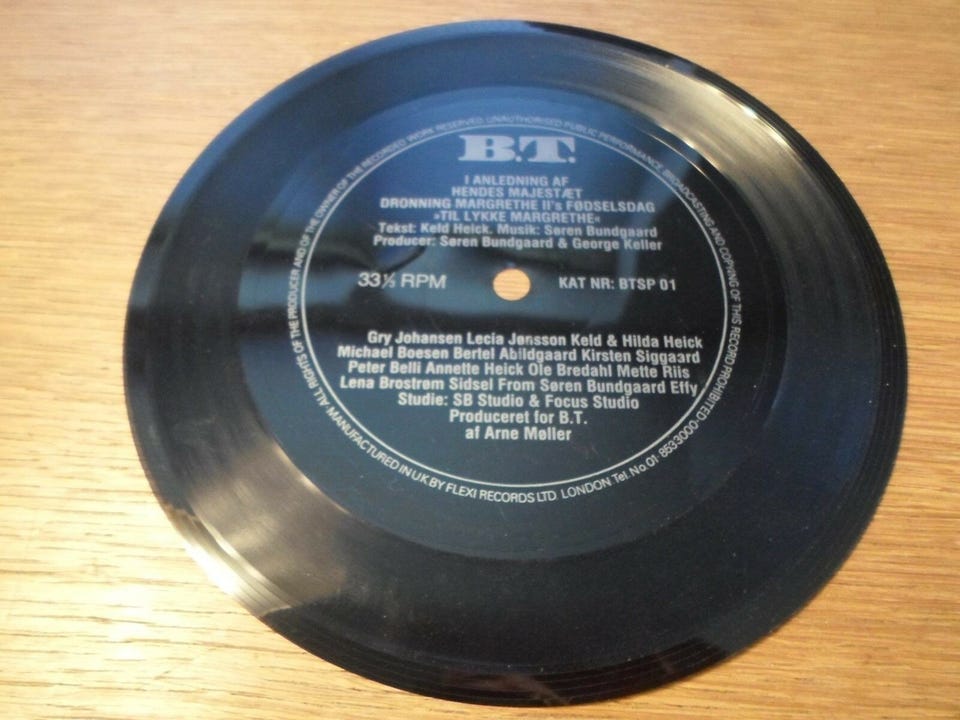 B.T.
I ANLEDNING AF
HENDES MAJESTÆT
DRONNING MARGRETHE II's FØDSELSDAG
»TIL LYKKE MARGRETHE«
Tekst: Keld Heick. Musik: Søren Bundgaard
Producer: Søren Bundgaard & George Keller
33⅓ RPM
KAT NR: BTSP 01
Gry Johansen Lecia Jønsson Keld & Hilda Heick
Michael Boesen Bertel Abildgaard Kirsten Siggaard
Peter Belli Annette Heick Ole Bredahl Mette Riis
Lena Brostrøm Sidsel From Søren Bundgaard Effy
Studie: SB Studio & Focus Studio
Produceret for B.T.
af Arne Møller
ALL RIGHTS OF THE PRODUCER AND OF THE OWNER OF THE RECORDED WORK RESERVED. UNAUTHORISED PUBLIC PERFORMANCE, BROADCASTING AND COPYING OF THIS RECORD PROHIBITED-
MANUFACTURED IN U.K. BY FLEXI RECORDS LTD. LONDON. Tel. No. 01-8533000